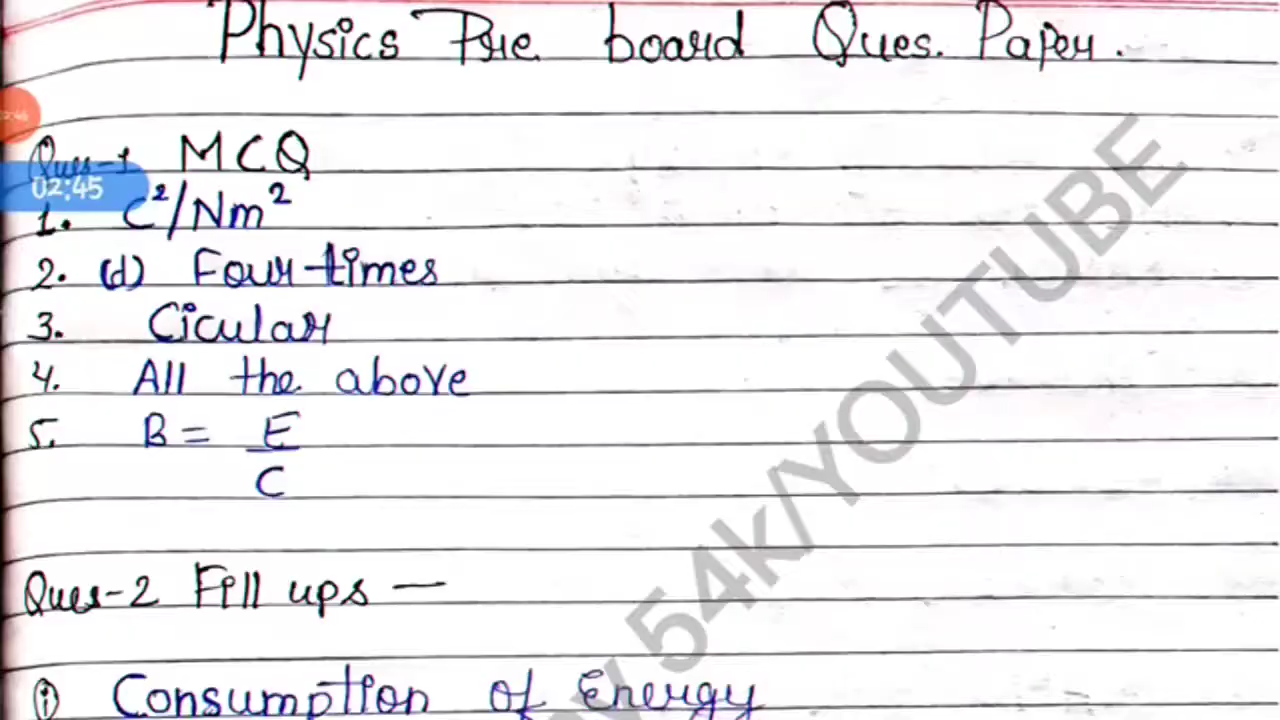 Physics Pre board Ques. Paper.
Ques-1 MCQ
02:45
1. C²/Nm²
2. (d) Four times
3. Cicular
4. All the above
5. B = E/C
Ques-2 Fill ups —
(i) Consumption of Energy
54k/YOUTUBE